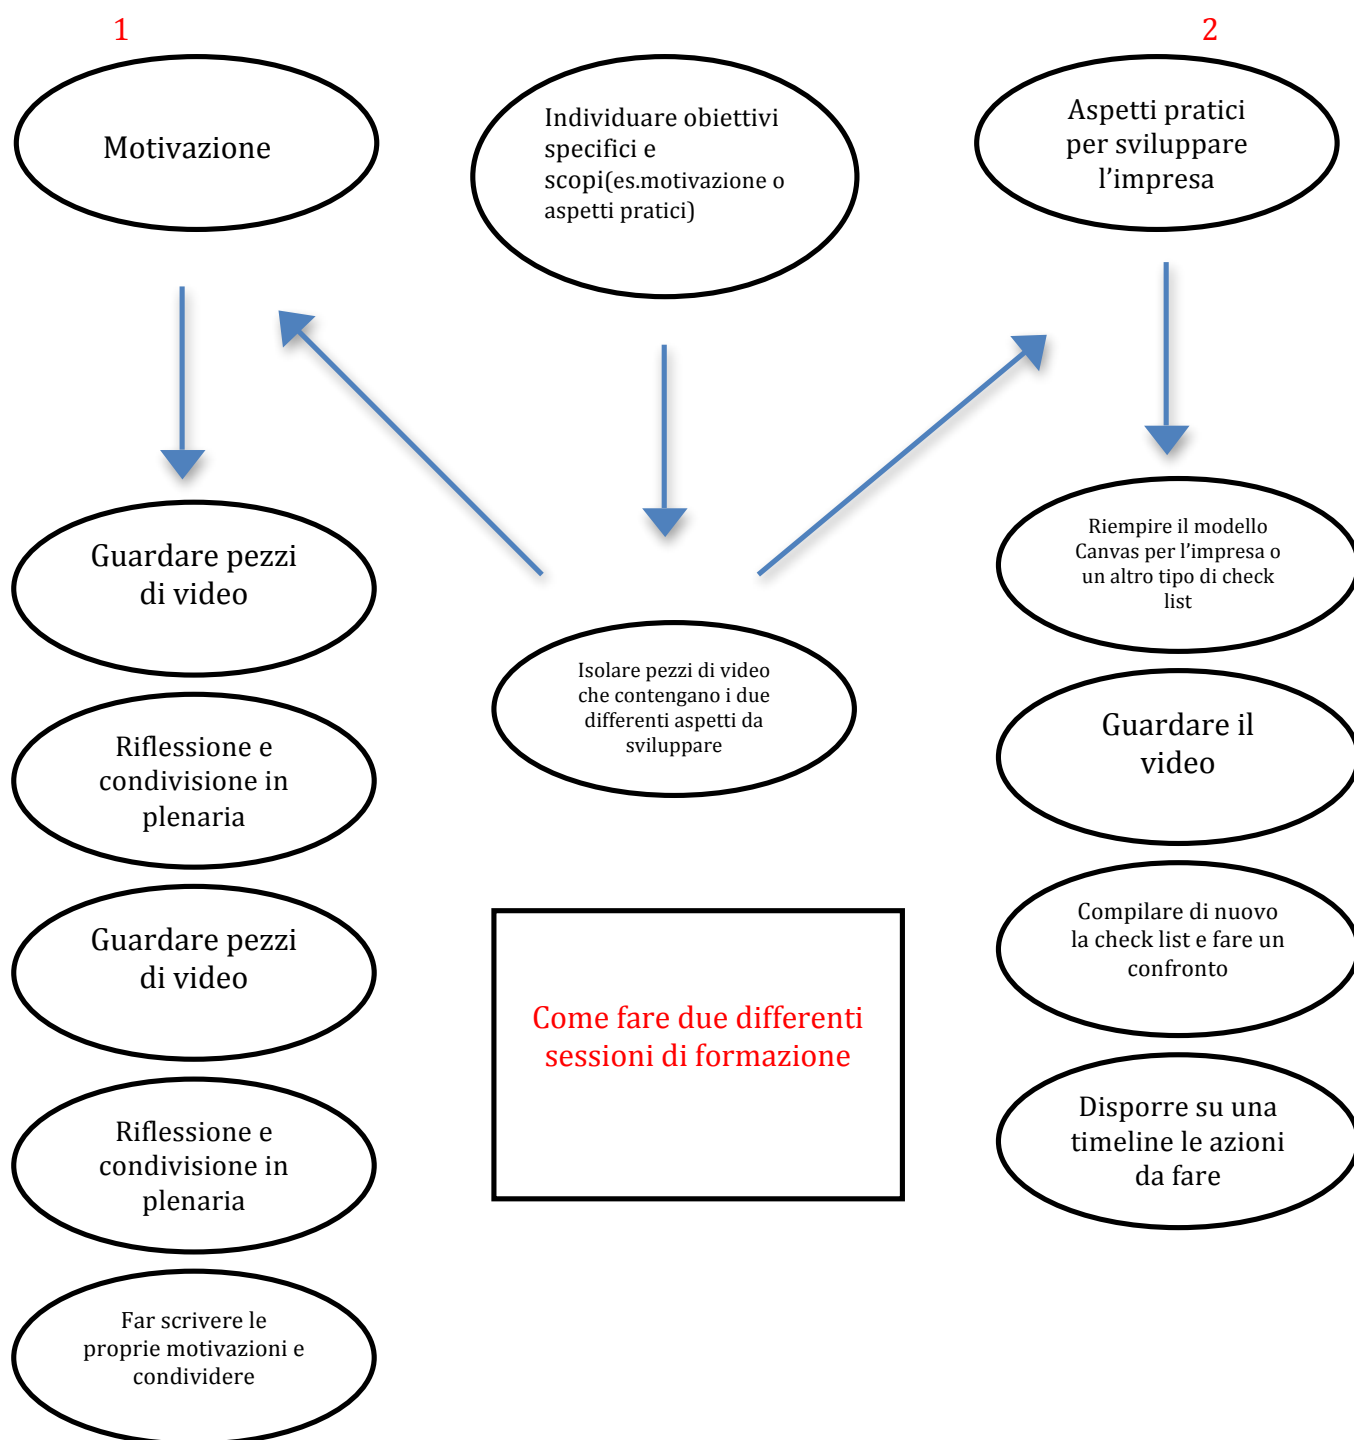 1
2
Motivazione
Individuare obiettivi
specifici e
scopi(es.motivazione o
aspetti pratici)
Aspetti pratici
per sviluppare
l’impresa
Guardare pezzi
di video
Riflessione e
condivisione in
plenaria
Guardare pezzi
di video
Riflessione e
condivisione in
plenaria
Far scrivere le
proprie motivazioni e
condividere
Isolare pezzi di video
che contengano i due
differenti aspetti da
sviluppare
Come fare due differenti
sessioni di formazione
Riempire il modello
Canvas per l’impresa o
un altro tipo di check
list
Guardare il
video
Compilare di nuovo
la check list e fare un
confronto
Disporre su una
timeline le azioni
da fare